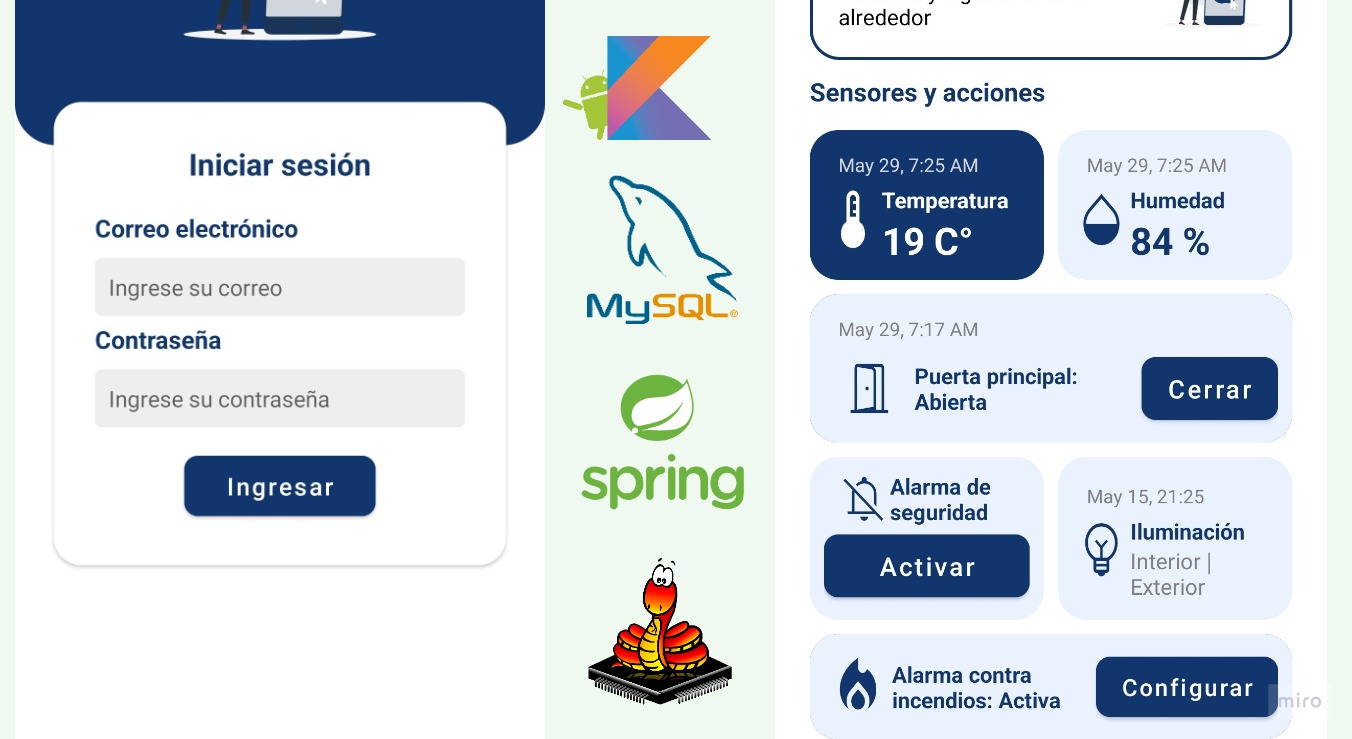 Iniciar sesión
Correo electrónico
Ingrese su correo
Contraseña
Ingrese su contraseña
Ingresar
MySQL®
spring
alrededor
Sensores y acciones
May 29, 7:25 AM
Temperatura
19 C°
May 29, 7:25 AM
Humedad
84 %
May 29, 7:17 AM
Puerta principal:
Abierta
Cerrar
Alarma de
seguridad
Activar
May 15, 21:25
Iluminación
Interior |
Exterior
Alarma contra
incendios: Activa
Configurar
miro